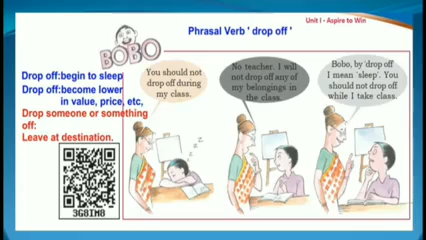 Unit I - Aspire to Win
Phrasal Verb ' drop off '
BOBO
Drop off:begin to sleep
Drop off:become lower
in value, price, etc,
Drop someone or something
off:
Leave at destination.
3G8IM8
You should not
drop off during
my class.
z z z
No teacher. I will
not drop off any of
my belongings in
the class.
Bobo, by 'drop off'
I mean 'sleep'. You
should not drop off
while I take class.